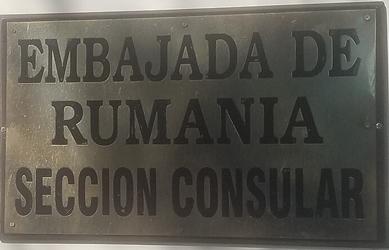 EMBAJADA DE
RUMANIA
SECCION CONSULAR